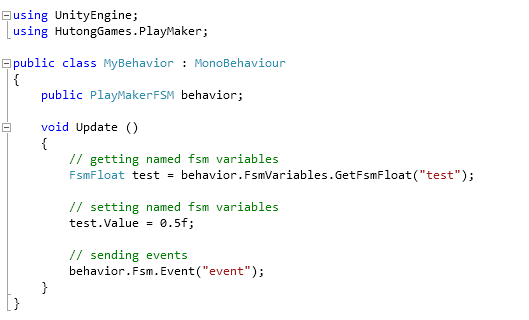 using UnityEngine;
using HutongGames.PlayMaker;

public class MyBehavior : MonoBehaviour
{
    public PlayMakerFSM behavior;

    void Update ()
    {
        // getting named fsm variables
        FsmFloat test = behavior.FsmVariables.GetFsmFloat("test");

        // setting named fsm variables
        test.Value = 0.5f;

        // sending events
        behavior.Fsm.Event("event");
    }
}